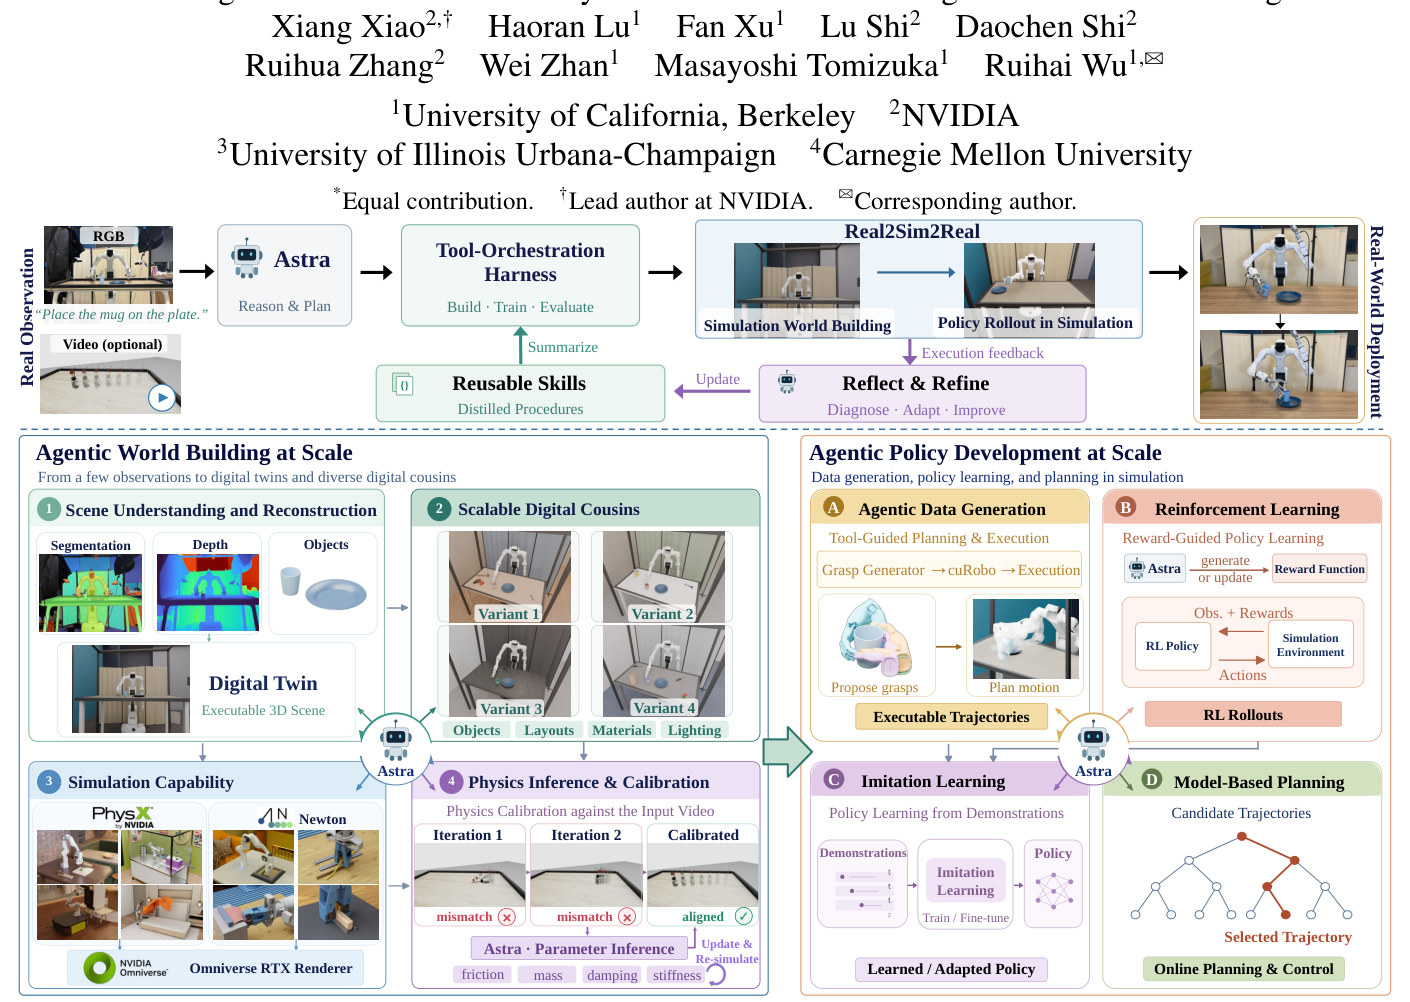 Xiang Xiao2,† Haoran Lu1 Fan Xu1 Lu Shi2 Daochen Shi2
Ruihua Zhang2 Wei Zhan1 Masayoshi Tomizuka1 Ruihai Wu1,✉
1University of California, Berkeley 2NVIDIA
3University of Illinois Urbana-Champaign 4Carnegie Mellon University
*Equal contribution. †Lead author at NVIDIA. ✉Corresponding author.
Real Observation
RGB
“Place the mug on the plate.”
Video (optional)
Astra
Reason & Plan
Tool-Orchestration
Harness
Build · Train · Evaluate
Summarize
Reusable Skills
Distilled Procedures
{}
Update
Real2Sim2Real
Simulation World Building
Policy Rollout in Simulation
Execution feedback
Reflect & Refine
Diagnose · Adapt · Improve
Real-World Deployment
Agentic World Building at Scale
From a few observations to digital twins and diverse digital cousins
1 Scene Understanding and Reconstruction
Segmentation
Depth
Objects
Digital Twin
Executable 3D Scene
2 Scalable Digital Cousins
Variant 1
Variant 2
Variant 3
Variant 4
Objects Layouts Materials Lighting
Astra
3 Simulation Capability
PhysX
by NVIDIA
Newton
NVIDIA
Omniverse
Omniverse RTX Renderer
4 Physics Inference & Calibration
Physics Calibration against the Input Video
Iteration 1
Iteration 2
Calibrated
mismatch
mismatch
aligned
Astra · Parameter Inference
Update &
Re-simulate
friction mass damping stiffness
Agentic Policy Development at Scale
Data generation, policy learning, and planning in simulation
A Agentic Data Generation
Tool-Guided Planning & Execution
Grasp Generator → cuRobo → Execution
Propose grasps
Plan motion
Executable Trajectories
B Reinforcement Learning
Reward-Guided Policy Learning
Astra
generate
or update
Reward Function
Obs. + Rewards
RL Policy
Simulation
Environment
Actions
RL Rollouts
Astra
C Imitation Learning
Policy Learning from Demonstrations
Demonstrations
t
t
Imitation
Learning
Train / Fine-tune
Policy
Learned / Adapted Policy
D Model-Based Planning
Candidate Trajectories
Selected Trajectory
Online Planning & Control